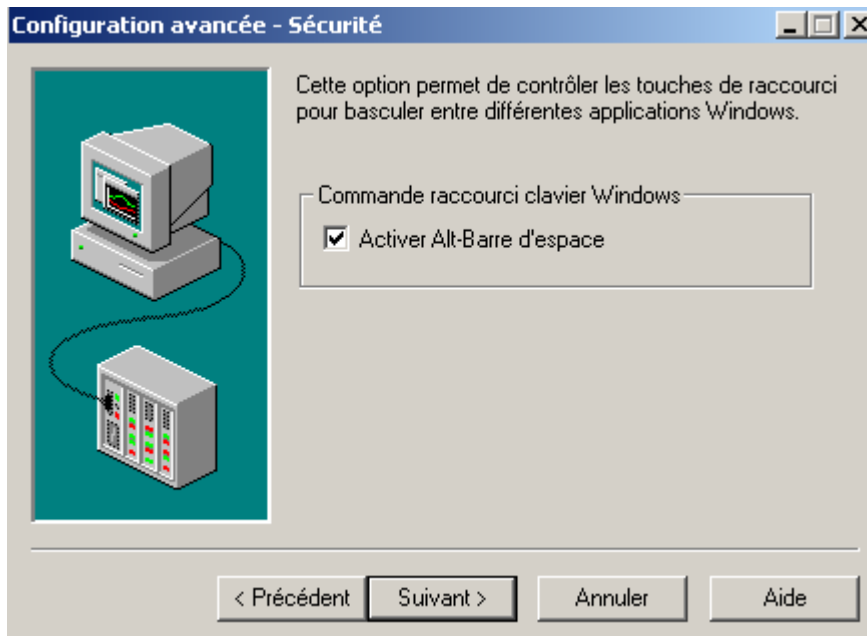 Configuration avancée - Sécurité
Cette option permet de contrôler les touches de raccourci
pour basculer entre différentes applications Windows.
Commande raccourci clavier Windows
Activer Alt-Barre d'espace
< Précédent
Suivant >
Annuler
Aide